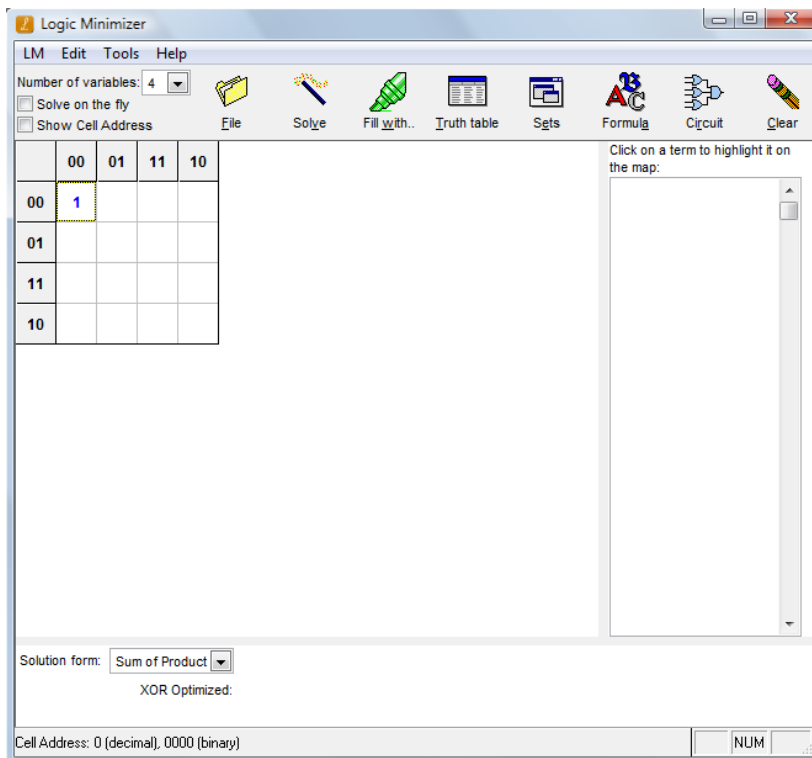 Logic Minimizer
LM Edit Tools Help
Number of variables: 4
Solve on the fly
Show Cell Address
File Solve Fill with.. Truth table Sets Formula Circuit Clear
00 01 11 10
00 1
01
11
10
Click on a term to highlight it on
the map:
Solution form: Sum of Product
XOR Optimized:
Cell Address: 0 (decimal), 0000 (binary) NUM